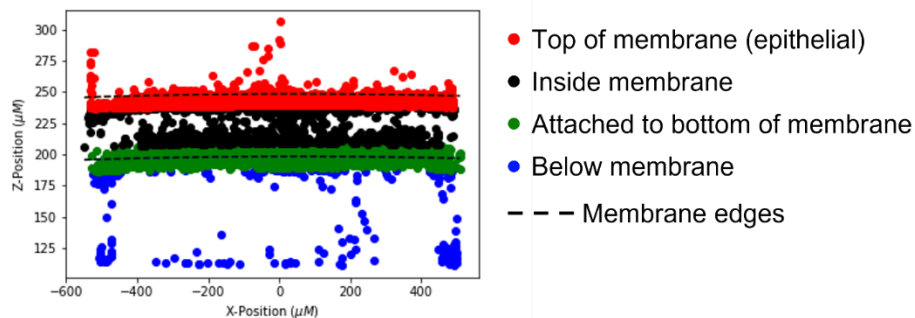 300
275
250
225
200
175
150
125
Z-Position (µM)
−600
−400
−200
0
200
400
X-Position (µM)
Top of membrane (epithelial)
Inside membrane
Attached to bottom of membrane
Below membrane
Membrane edges